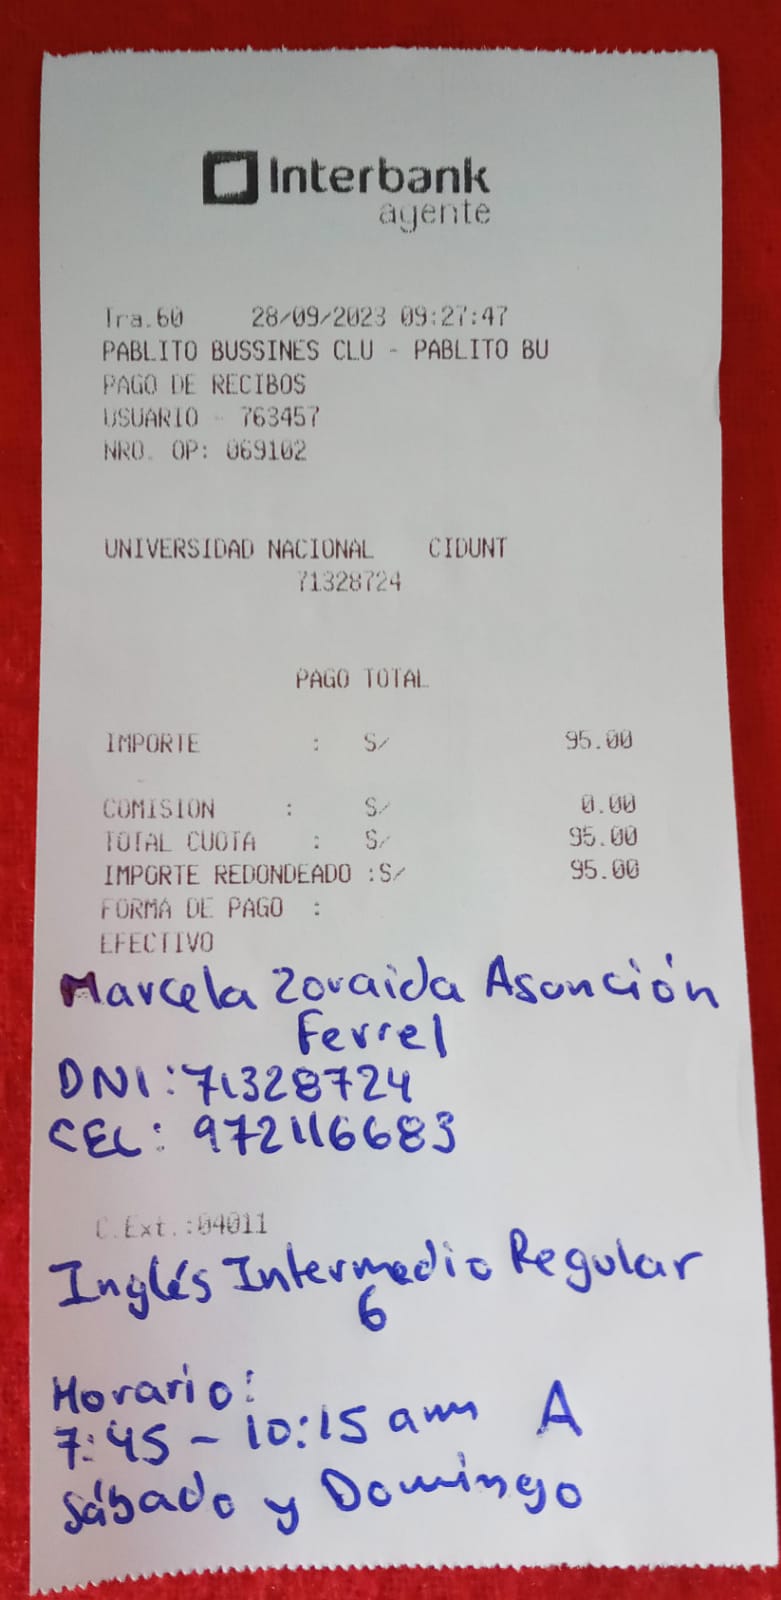 Interbank
agente
Tra.60 28/09/2023 09:27:47
PABLITO BUSSINES CLU - PABLITO BU
PAGO DE RECIBOS
USUARIO - 763457
NRO. OP: 069102
UNIVERSIDAD NACIONAL CIDUNT
71328724
PAGO TOTAL
IMPORTE : S/ 95.00
COMISION : S/ 0.00
TOTAL CUOTA : S/ 95.00
IMPORTE REDONDEADO :S/ 95.00
FORMA DE PAGO :
EFECTIVO
Marcela Zoraida Asunción
Ferrel
DNI: 71328724
CEL: 972116683
C.Ext.:04011
Inglés Intermedio Regular
6
Horario:
7:45 - 10:15 am A
Sábado y Domingo